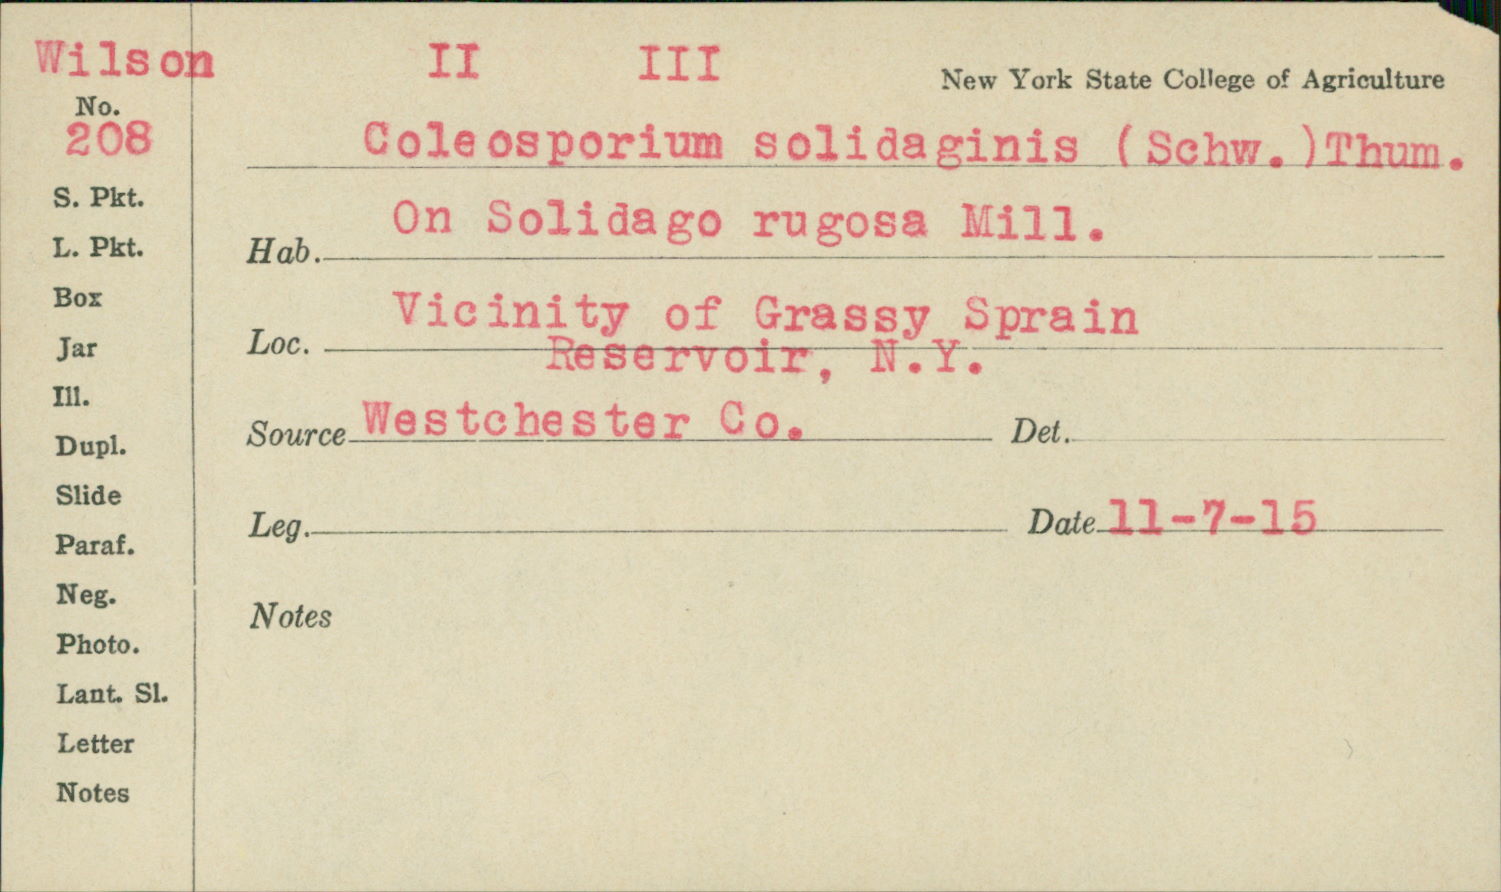 Wilson II III
New York State College of Agriculture
No.
208
Coleosporium solidaginis (Schw.)Thum.
S. Pkt.
On Solidago rugosa Mill.
L. Pkt.
Hab.
Box
Vicinity of Grassy Sprain
Jar
Loc.
Reservoir, N.Y.
Ill.
Source Westchester Co. Det.
Dupl.
Slide
Leg. Date 11-7-15
Paraf.
Neg.
Notes
Photo.
Lant. Sl.
Letter
Notes